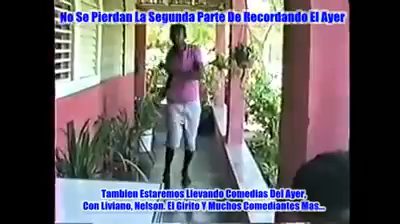 No Se Pierdan La Segunda Parte De Recordando El Ayer
Tambien Estaremos Llevando Comedias Del Ayer,
Con Liviano, Nelson. El Girito Y Muchos Comediantes Mas...